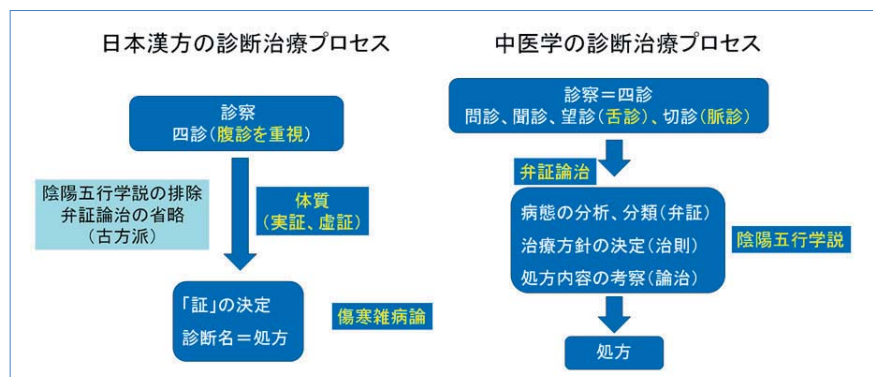 日本漢方の診断治療プロセス
診察
四診(腹診を重視)
陰陽五行学説の排除
弁証論治の省略
(古方派)
体質
(実証、虚証)
「証」の決定
診断名=処方
傷寒雑病論
中医学の診断治療プロセス
診察=四診
問診、聞診、望診(舌診)、切診(脈診)
弁証論治
病態の分析、分類(弁証)
治療方針の決定(治則)
処方内容の考察(論治)
陰陽五行学説
処方